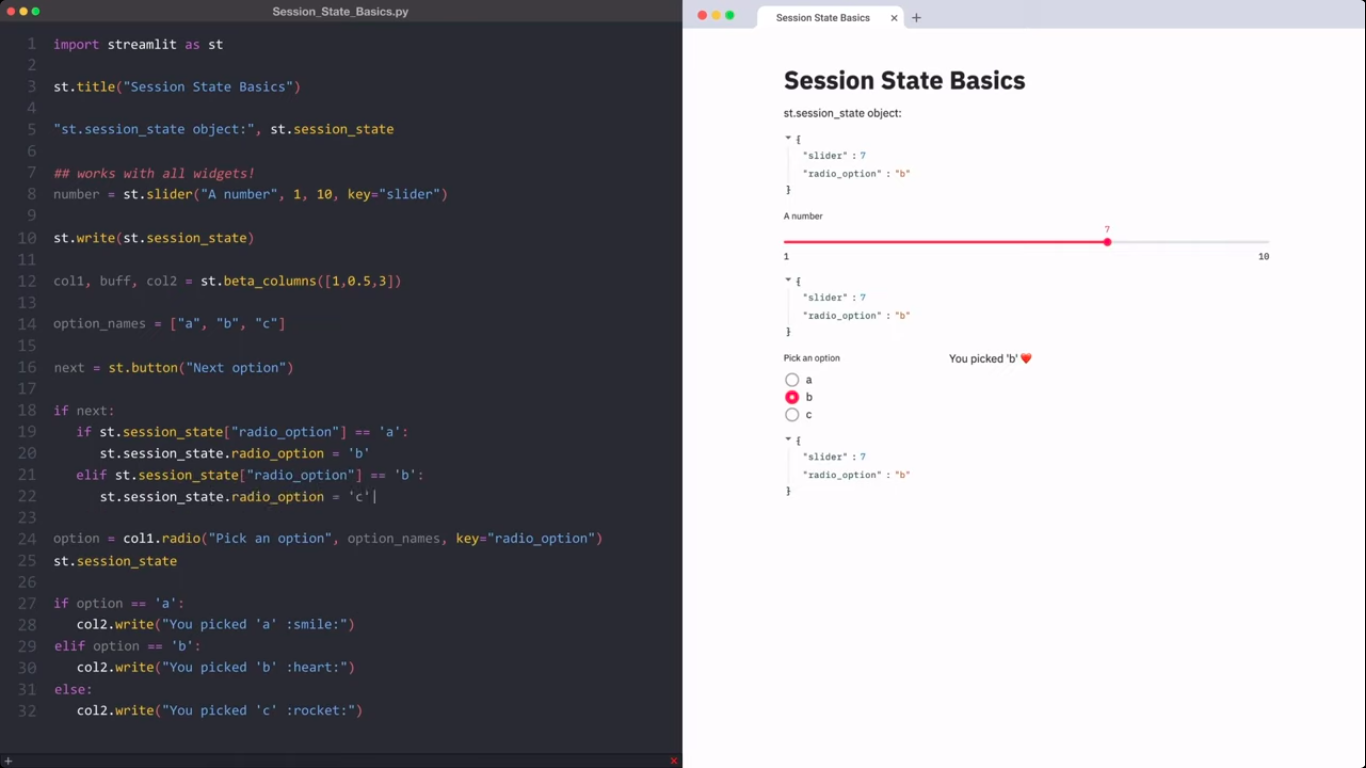 Session_State_Basics.py
1 import streamlit as st
2
3 st.title("Session State Basics")
4
5 "st.session_state object:", st.session_state
6
7 ## works with all widgets!
8 number = st.slider("A number", 1, 10, key="slider")
9
10 st.write(st.session_state)
11
12 col1, buff, col2 = st.beta_columns([1,0.5,3])
13
14 option_names = ["a", "b", "c"]
15
16 next = st.button("Next option")
17
18 if next:
19    if st.session_state["radio_option"] == 'a':
20       st.session_state.radio_option = 'b'
21    elif st.session_state["radio_option"] == 'b':
22       st.session_state.radio_option = 'c'
23
24 option = col1.radio("Pick an option", option_names, key="radio_option")
25 st.session_state
26
27 if option == 'a':
28    col2.write("You picked 'a' :smile:")
29 elif option == 'b':
30    col2.write("You picked 'b' :heart:")
31 else:
32    col2.write("You picked 'c' :rocket:")
Session State Basics
Session State Basics
st.session_state object:
{
"slider" : 7
"radio_option" : "b"
}
A number
7
1 10
{
"slider" : 7
"radio_option" : "b"
}
Pick an option You picked 'b' ❤️
a
b
c
{
"slider" : 7
"radio_option" : "b"
}